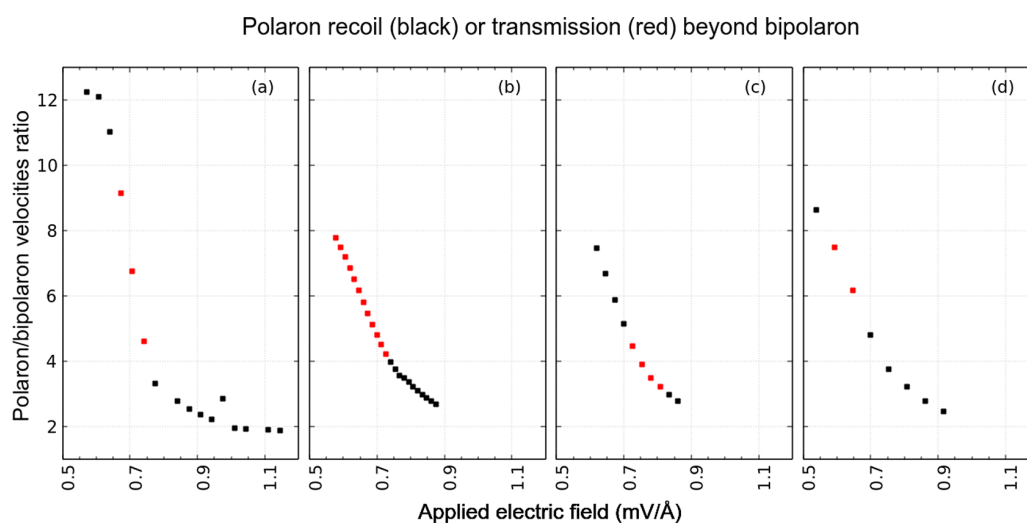 Polaron recoil (black) or transmission (red) beyond bipolaron
Polaron/bipolaron velocities ratio
12
10
8
6
4
2
(a)
(b)
(c)
(d)
0.5 0.7 0.9 1.1
0.5 0.7 0.9 1.1
0.5 0.7 0.9 1.1
0.5 0.7 0.9 1.1
Applied electric field (mV/Å)